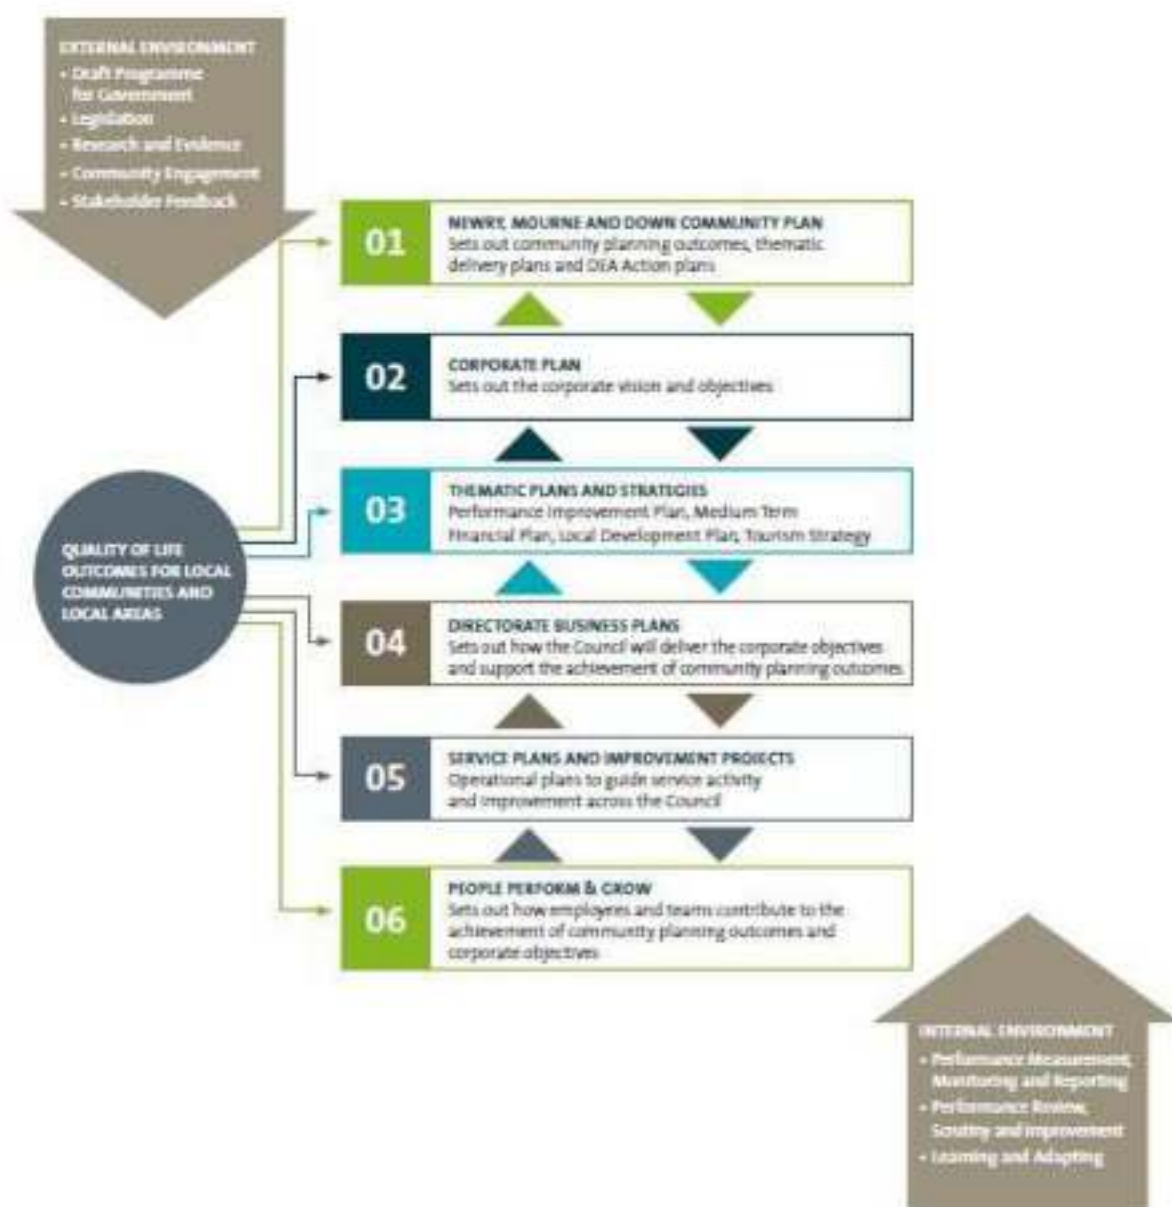 EXTERNAL ENVIRONMENT
• Draft Programme
for Government
• Legislation
• Research and Evidence
• Community Engagement
• Stakeholder Feedback
01
NEWRY, MOURNE AND DOWN COMMUNITY PLAN
Sets out community planning outcomes, thematic
delivery plans and DEA Action plans
02
CORPORATE PLAN
Sets out the corporate vision and objectives
03
THEMATIC PLANS AND STRATEGIES
Performance Improvement Plan, Medium Term
Financial Plan, Local Development Plan, Tourism Strategy
QUALITY OF LIFE
OUTCOMES FOR LOCAL
COMMUNITIES AND
LOCAL AREAS
04
DIRECTORATE BUSINESS PLANS
Sets out how the Council will deliver the corporate objectives
and support the achievement of community planning outcomes
05
SERVICE PLANS AND IMPROVEMENT PROJECTS
Operational plans to guide service activity
and improvement across the Council
06
PEOPLE PERFORM & GROW
Sets out how employees and teams contribute to the
achievement of community planning outcomes and
corporate objectives
INTERNAL ENVIRONMENT
• Performance Measurement,
Monitoring and Reporting
• Performance Review,
Scrutiny and Improvement
• Learning and Adapting